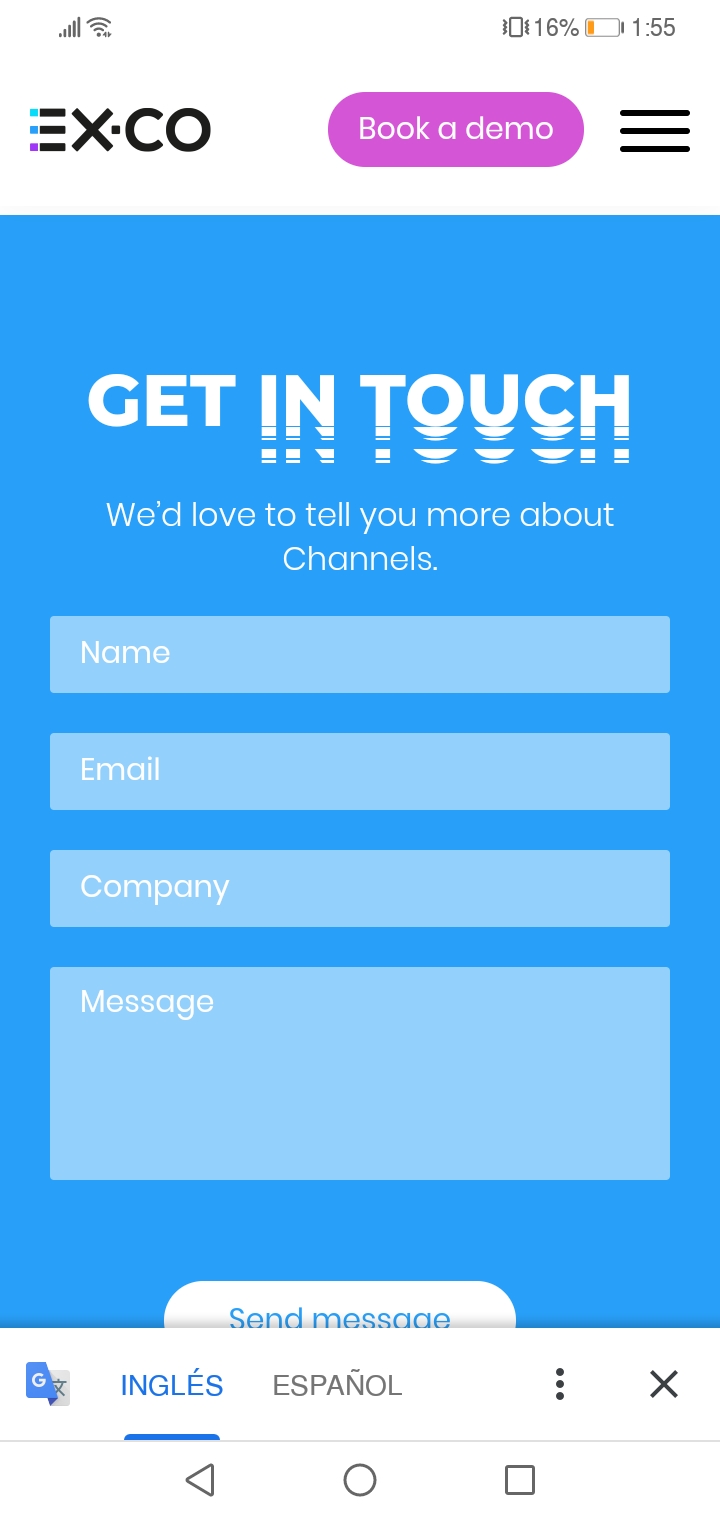 16% 1:55
EX·CO
Book a demo
GET IN TOUCH
We’d love to tell you more about
Channels.
Name
Email
Company
Message
Send message
INGLÉS ESPAÑOL